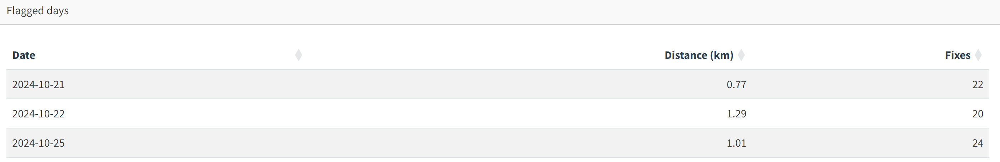 Flagged days
Date Distance (km) Fixes
2024-10-21 0.77 22
2024-10-22 1.29 20
2024-10-25 1.01 24